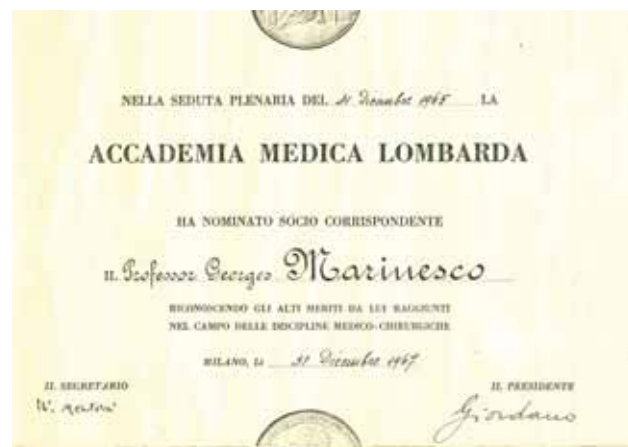 NELLA SEDUTA PLENARIA DEL 31 Dicembre 1965 LA
ACCADEMIA MEDICA LOMBARDA
HA NOMINATO SOCIO CORRISPONDENTE
IL Professor Georges Marinesco
RICONOSCENDO GLI ALTI MERITI DA LUI RAGGIUNTI
NEL CAMPO DELLE DISCIPLINE MEDICO-CHIRURGICHE
MILANO, LI 31 Dicembre 1967
IL SEGRETARIO
IL PRESIDENTE
Giordano